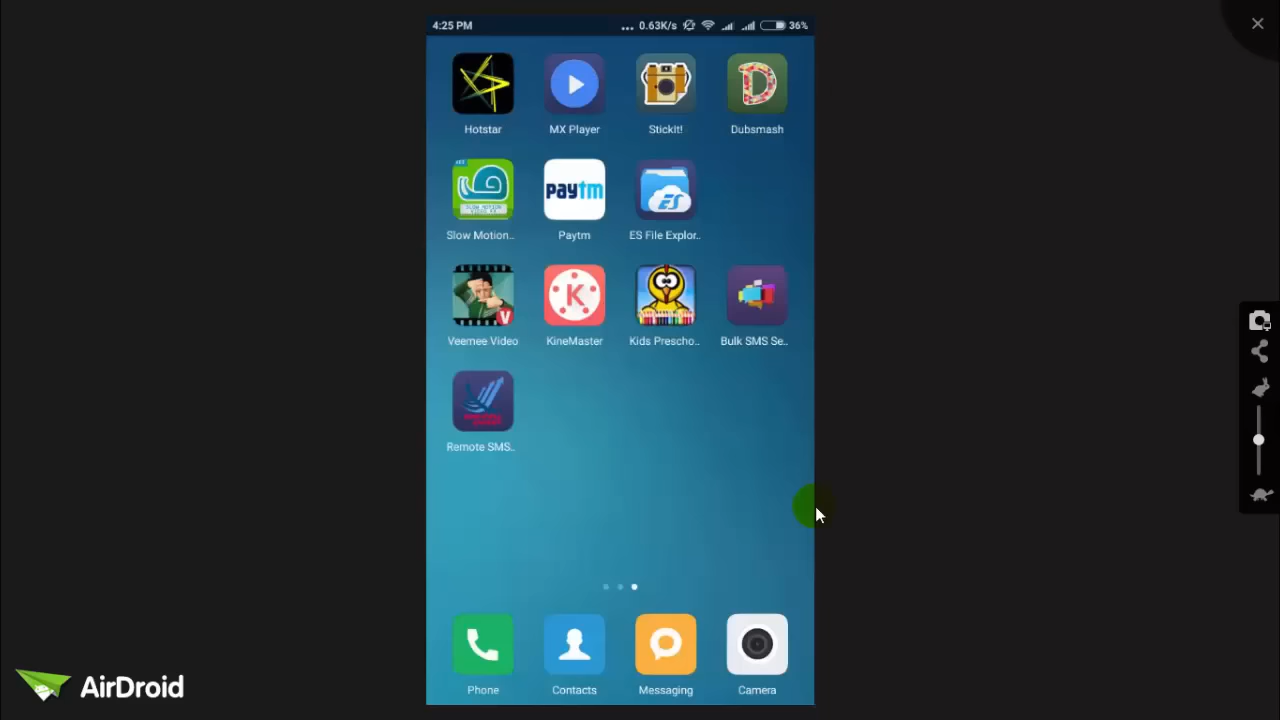 4:25 PM
... 0.63K/s 36%
Hotstar MX Player StickIt! Dubsmash
paytm
Slow Motion.. Paytm ES File Explor..
Veemee Video KineMaster Kids Prescho.. Bulk SMS Se..
Remote SMS..
Phone Contacts Messaging Camera
AirDroid